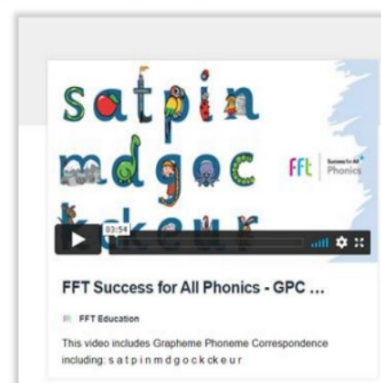 satpin
FFT Success for All Phonics
mdgoc
kckeur
03:54
FFT Success for All Phonics - GPC ...
FFT Education
This video includes Grapheme Phoneme Correspondence
including: s a t p i n m d g o c k ck e u r